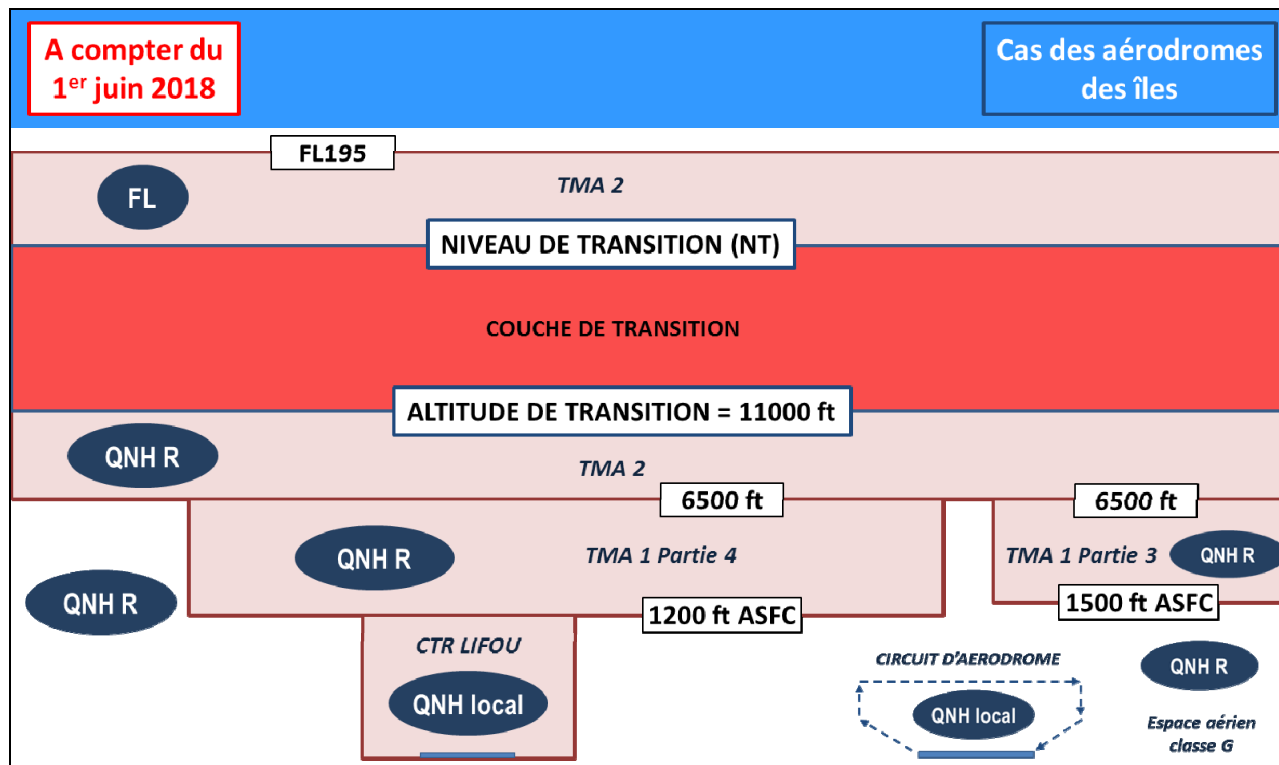 A compter du
1er juin 2018
Cas des aérodromes
des îles
FL195
FL
TMA 2
NIVEAU DE TRANSITION (NT)
COUCHE DE TRANSITION
ALTITUDE DE TRANSITION = 11000 ft
QNH R
TMA 2
6500 ft
6500 ft
QNH R
TMA 1 Partie 4
TMA 1 Partie 3
QNH R
QNH R
1200 ft ASFC
1500 ft ASFC
CTR LIFOU
QNH local
CIRCUIT D'AERODROME
QNH local
QNH R
Espace aérien
classe G